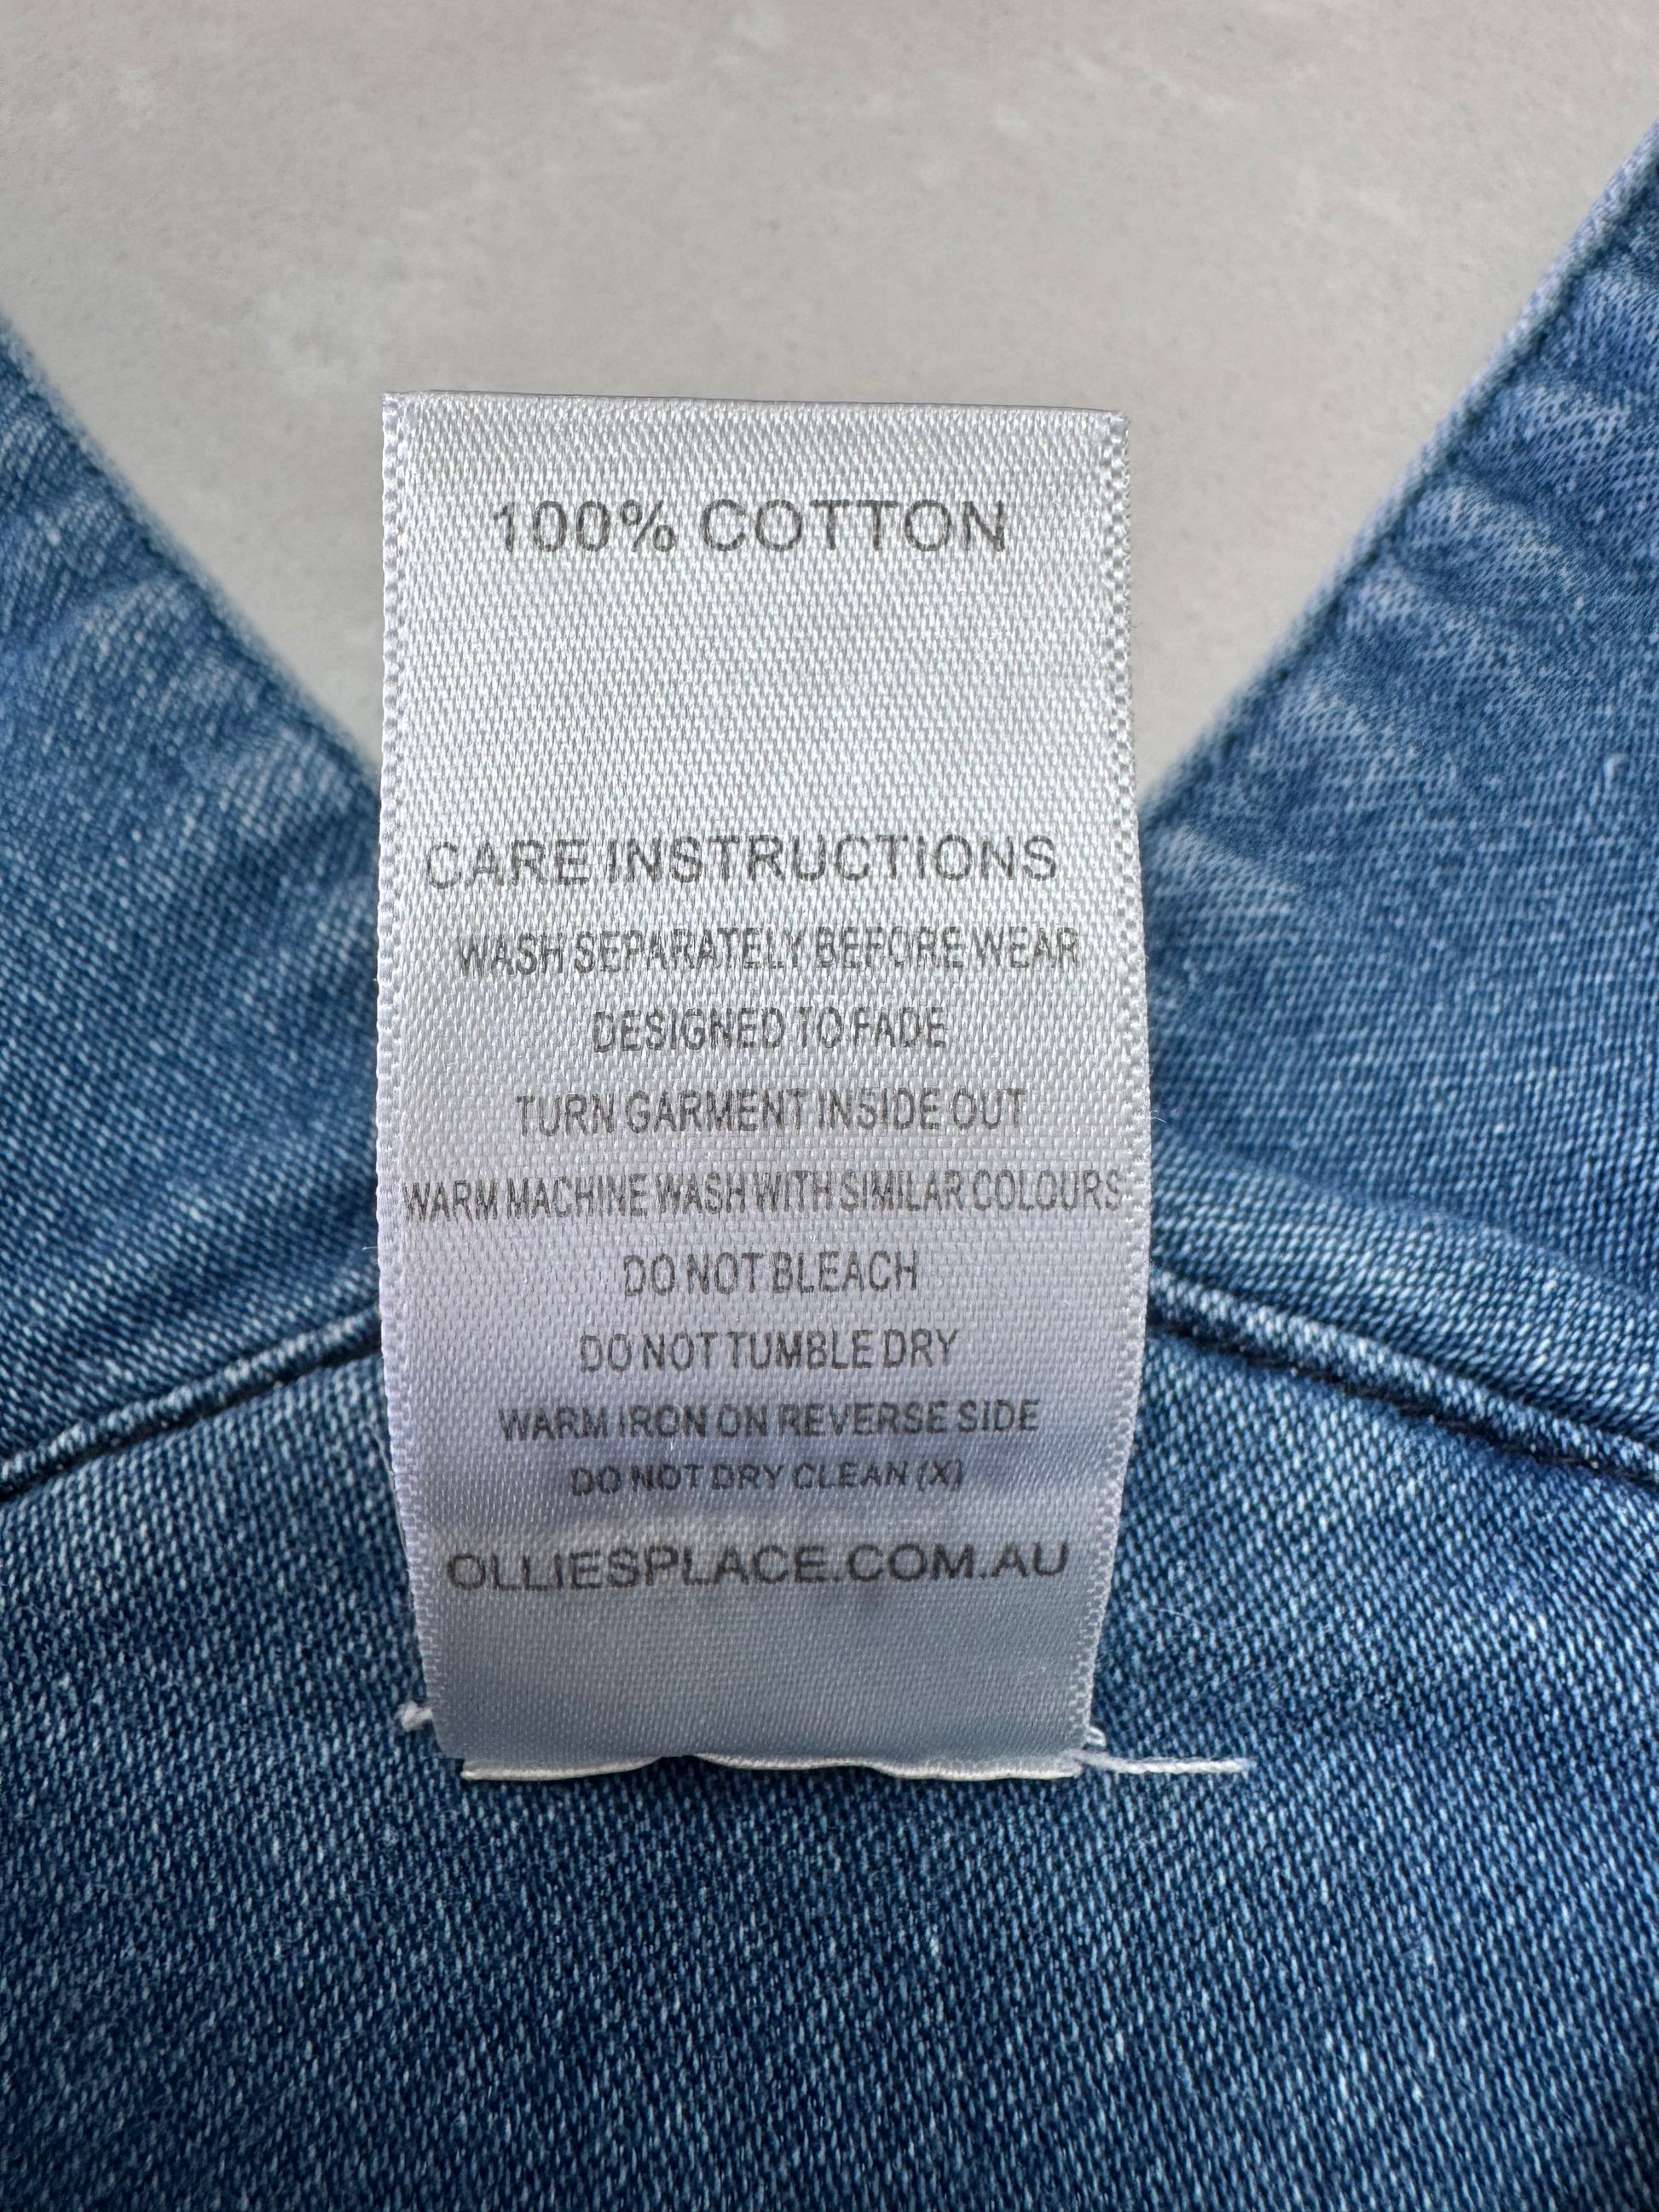 100% COTTON
CARE INSTRUCTIONS
WASH SEPARATELY BEFORE WEAR
DESIGNED TO FADE
TURN GARMENT INSIDE OUT
WARM MACHINE WASH WITH SIMILAR COLOURS
DO NOT BLEACH
DO NOT TUMBLE DRY
WARM IRON ON REVERSE SIDE
DO NOT DRY CLEAN (X)
OLLIESPLACE.COM.AU